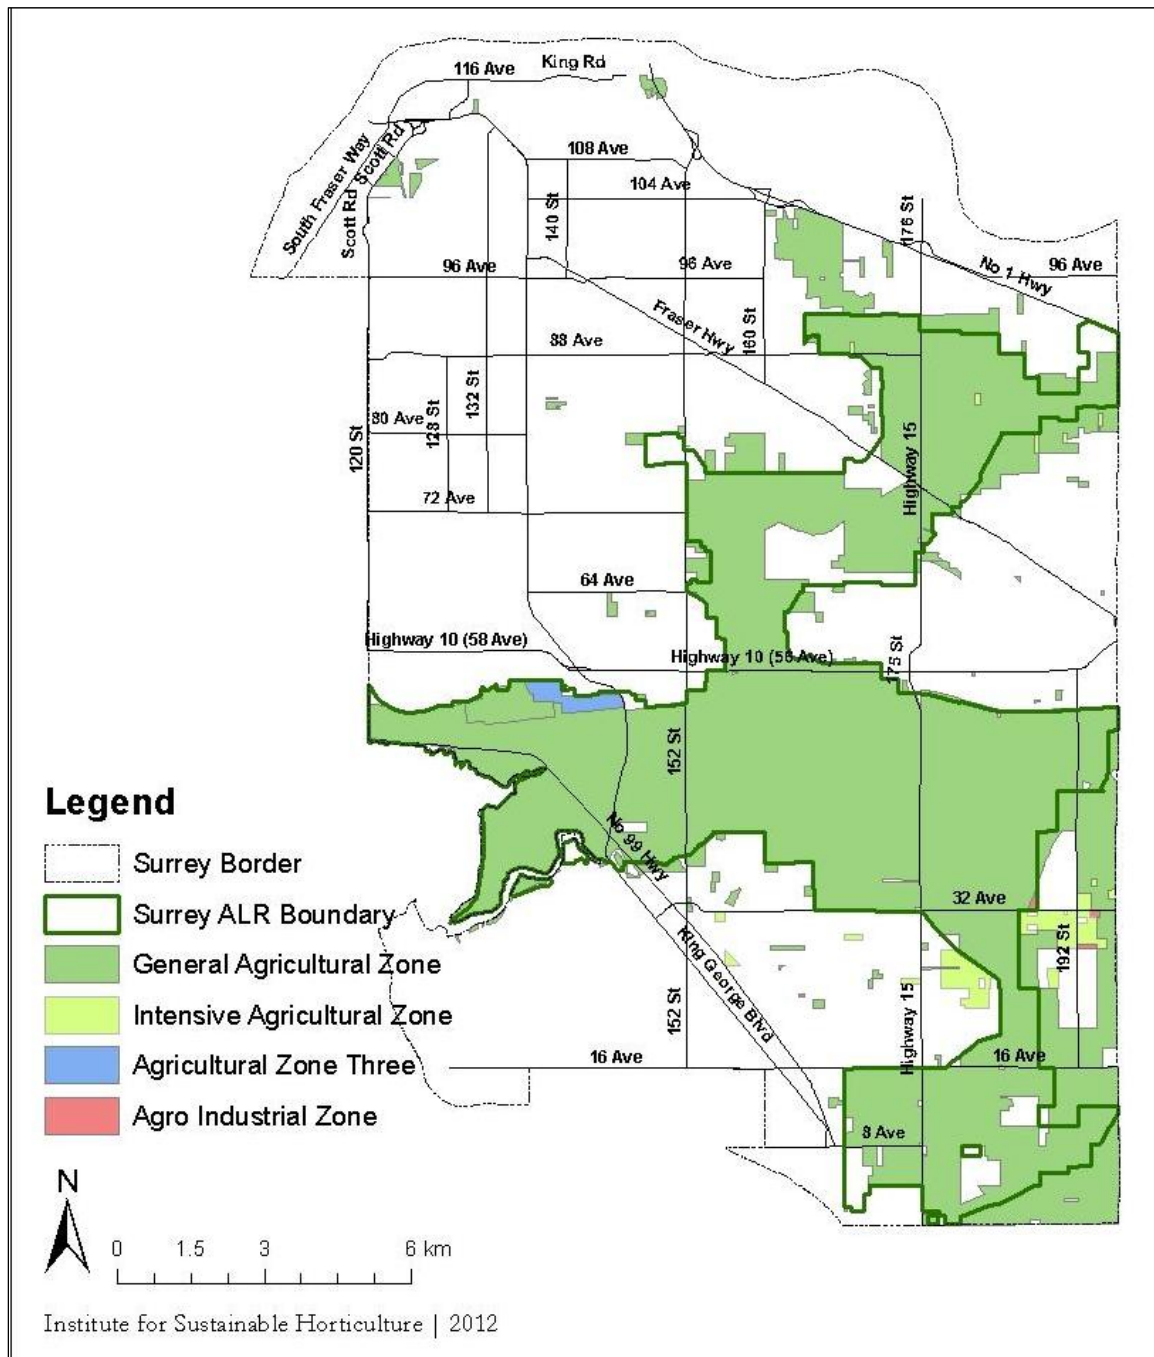 King Rd
116 Ave
South Fraser Way
Scott Rd
Scott Rd
108 Ave
104 Ave
140 St
176 St
96 Ave
96 Ave
96 Ave
No 1 Hwy
Fraser Hwy
160 St
88 Ave
132 St
128 St
80 Ave
120 St
Highway 15
72 Ave
64 Ave
Highway 10 (58 Ave)
Highway 10 (56 Ave)
175 St
152 St
No 99 Hwy
32 Ave
192 St
King George Blvd
152 St
Highway 15
16 Ave
16 Ave
8 Ave
Legend
Surrey Border
Surrey ALR Boundary
General Agricultural Zone
Intensive Agricultural Zone
Agricultural Zone Three
Agro Industrial Zone
N
0 1.5 3 6 km
Institute for Sustainable Horticulture | 2012